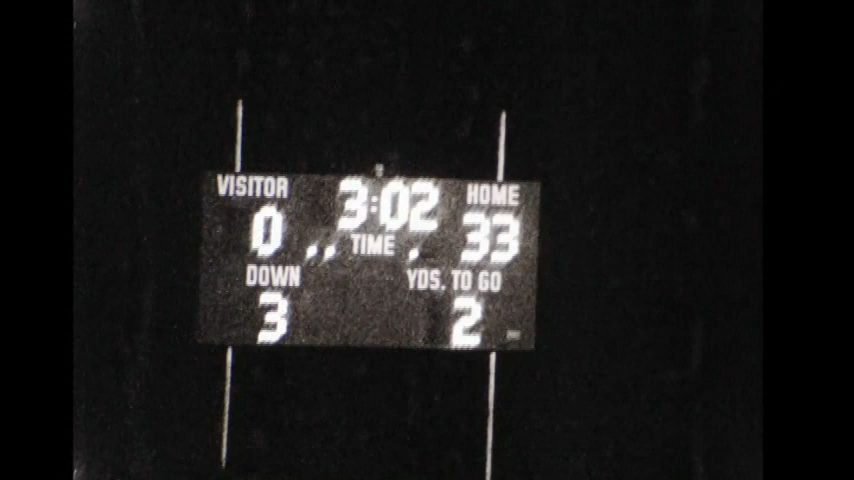 VISITOR 3:02 HOME
0 TIME 33
DOWN YDS. TO GO
3 2